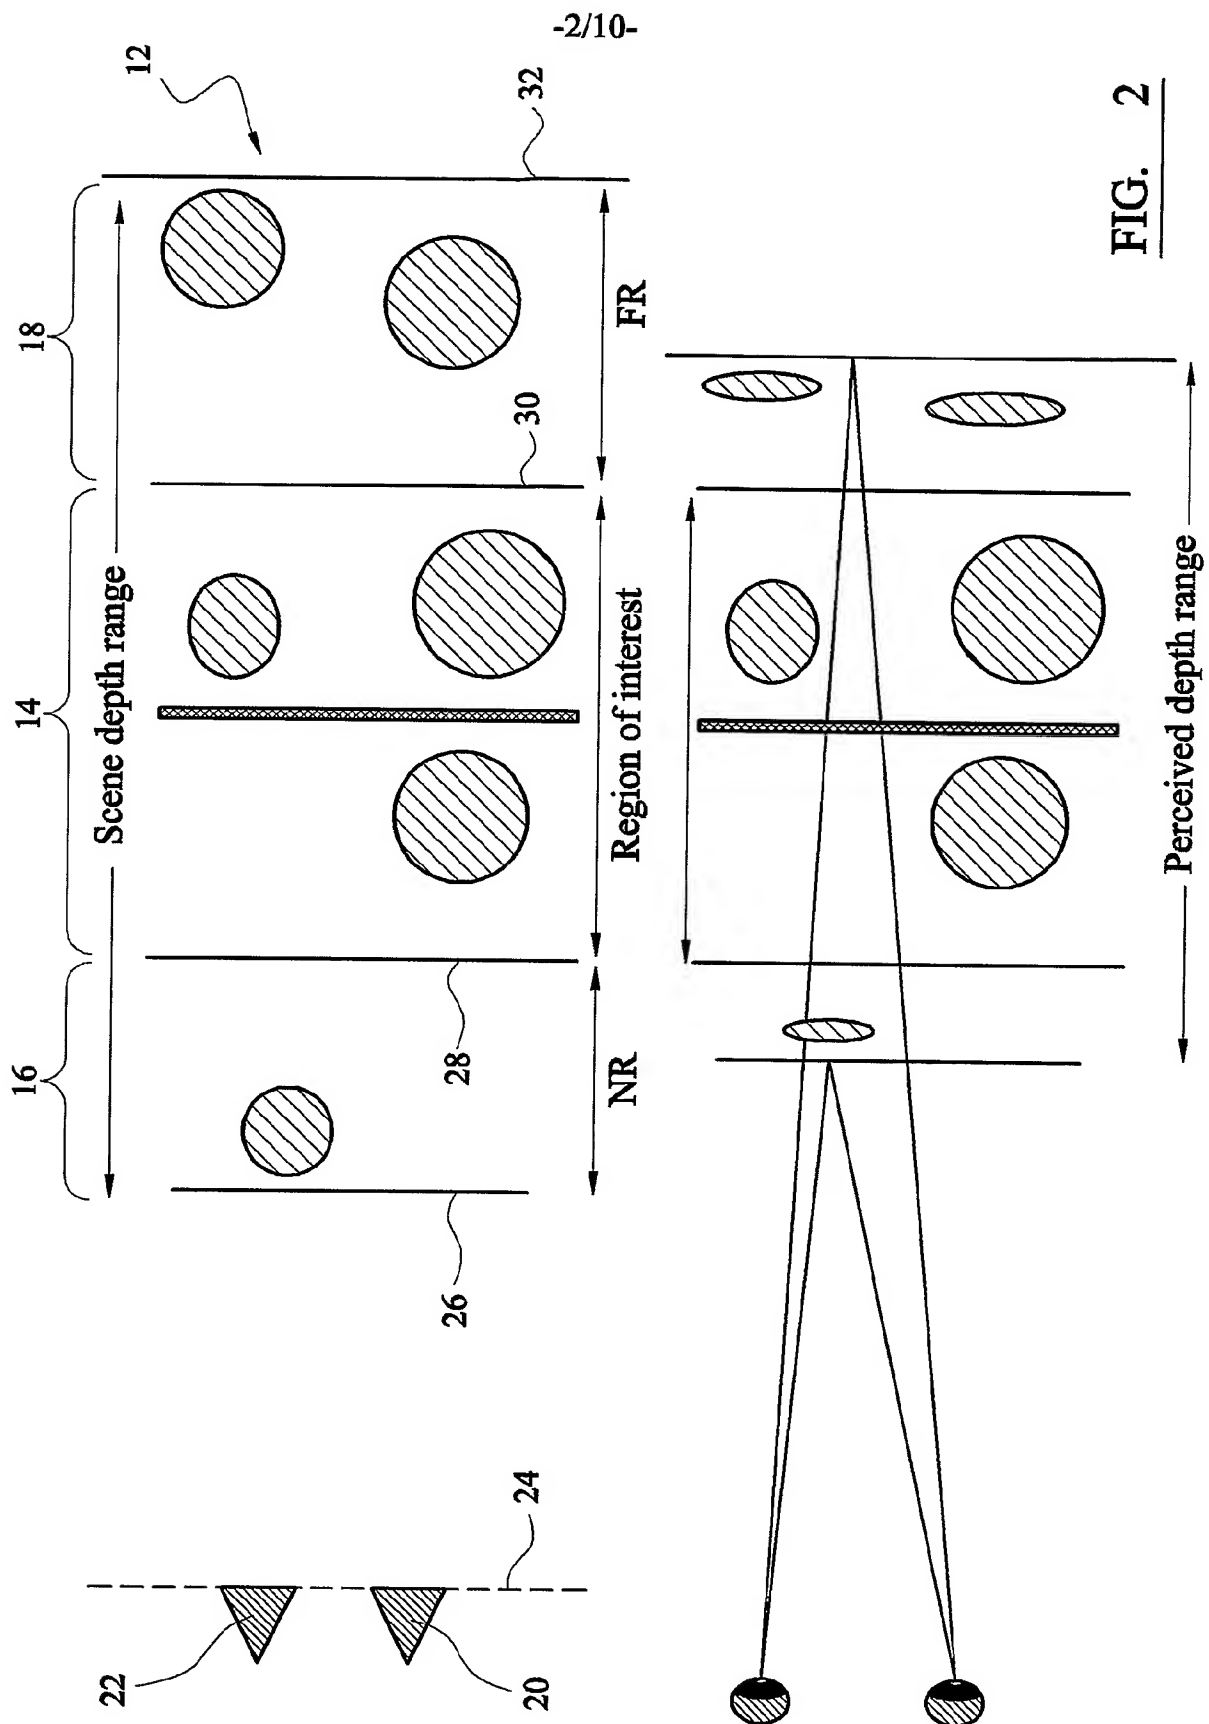 -2/10-
12
18
14
16
Scene depth range
32
30
28
26
FR
Region of interest
NR
24
22
20
Perceived depth range
FIG. 2